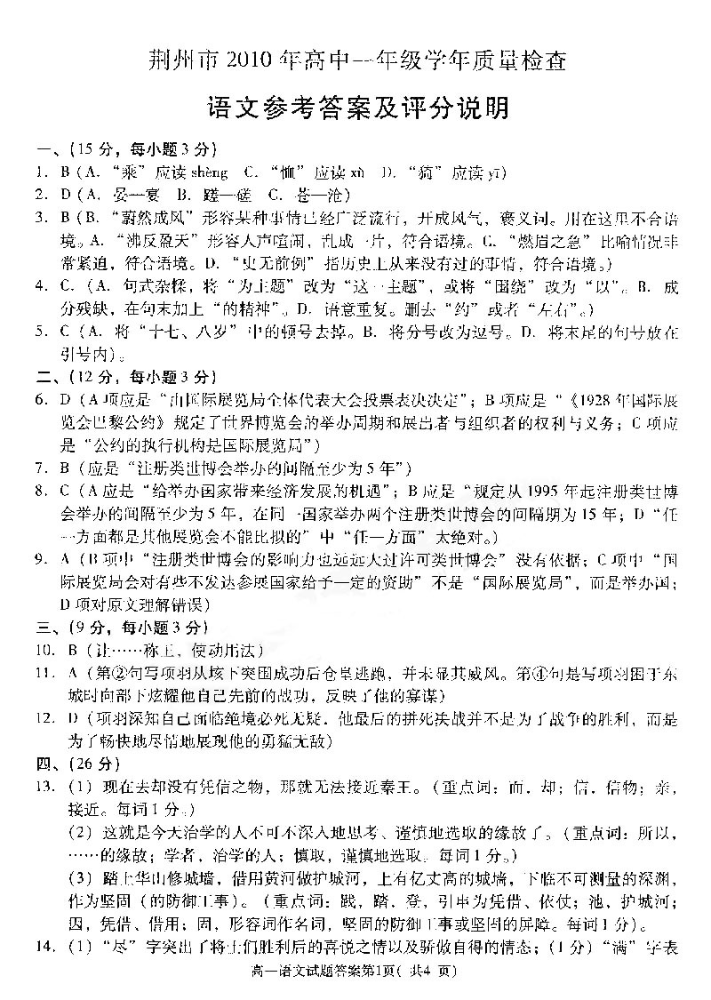 荆州市 2010 年高中一年级学年质量检查
语文参考答案及评分说明
一、（15 分，每小题 3 分）
1．B（A．“乘”应读 shèng　C．“恤”应读 xù　D．“猗”应读 yī）
2．D（A．晏—宴　B．蹉—磋　C．苍—沧）
3．B（B．“蔚然成风”形容某种事情已经广泛流行，形成风气，褒义词。用在这里不合语
境。A．“沸反盈天”形容人声喧闹，乱成一片，符合语境。C．“燃眉之急”比喻情况非
常紧迫，符合语境。D．“史无前例”指历史上从来没有过的事情，符合语境。）
4．C．（A．句式杂糅，将“为主题”改为“这一主题”，或将“围绕”改为“以”。B．成
分残缺，在句末加上“的精神”。D．语意重复。删去“约”或者“左右”。）
5．C（A．将“十七、八岁”中的顿号去掉。B．将分号改为逗号。D．将末尾的句号放在
引号内）。
二、（12 分，每小题 3 分）
6．D（A 项应是“由国际展览局个体代表大会投票表决决定”；B 项应是“《1928 年国际展
览会巴黎公约》规定了世界博览会的举办周期和展出者与组织者的权利与义务；C 项应
是“公约的执行机构是国际展览局”）
7．B（应是“注册类世博会举办的间隔至少为 5 年”）
8．C（A 应是“给举办国家带来经济发展的机遇”；B 应是“规定从 1995 年起注册类世博
会举办的间隔至少为 5 年，在同一国家举办两个注册类世博会的间隔期为 15 年；D“任
一方面都是其他展览会不能比拟的”中“任一方面”太绝对。）
9．A（B 项中“注册类世博会的影响力也远远大过许可类世博会”没有依据；C 项中“国
际展览局会对有些不发达参展国家给予一定的资助”不是“国际展览局”，而是举办国；
D 项对原文理解错误）
三、（9 分，每小题 3 分）
10．B（让……称王，使动用法）
11．A（第②句写项羽从垓下突围成功后仓皇逃跑，并未显其威风。第④句是写项羽困于东
城时向部下炫耀他自己先前的战功，反映了他的寡谋）
12．D（项羽深知自己面临绝境必死无疑．他最后的拼死决战并不是为了战争的胜利，而是
为了畅快地尽情地展现他的勇猛无敌）
四、（26 分）
13．（1）现在去却没有凭信之物，那就无法接近秦王。（重点词：而．却；信．信物；亲，
接近。每词 1 分。）
（2）这就是今天治学的人不可不深入地思考、谨慎地选取的缘故了。（重点词：所以，
……的缘故；学者，治学的人；慎取，谨慎地选取。每词 1 分。）
（3）踏上华山修城墙，借用黄河做护城河，上有亿丈高的城墙，下临不可测量的深渊，
作为坚固（的防御工事）。（重点词：践，踏．登，引申为凭借、依仗；池，护城河；
因，凭借、借用；固，形容词作名词，坚固的防御工事或坚固的屏障。每词 1 分）。
14．（1）“尽”字突出了将士们胜利后的喜悦之情以及骄傲自得的情态；（1 分）“满”字表
高一语文试题答案第1页（ 共4 页）